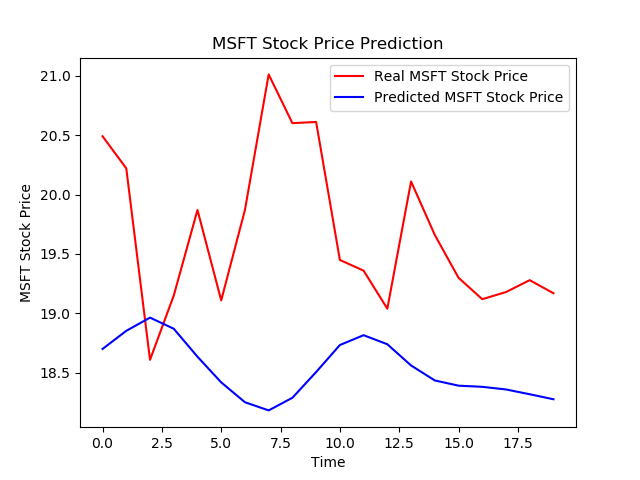 MSFT Stock Price Prediction
Real MSFT Stock Price
Predicted MSFT Stock Price
MSFT Stock Price
21.0
20.5
20.0
19.5
19.0
18.5
0.0 2.5 5.0 7.5 10.0 12.5 15.0 17.5
Time